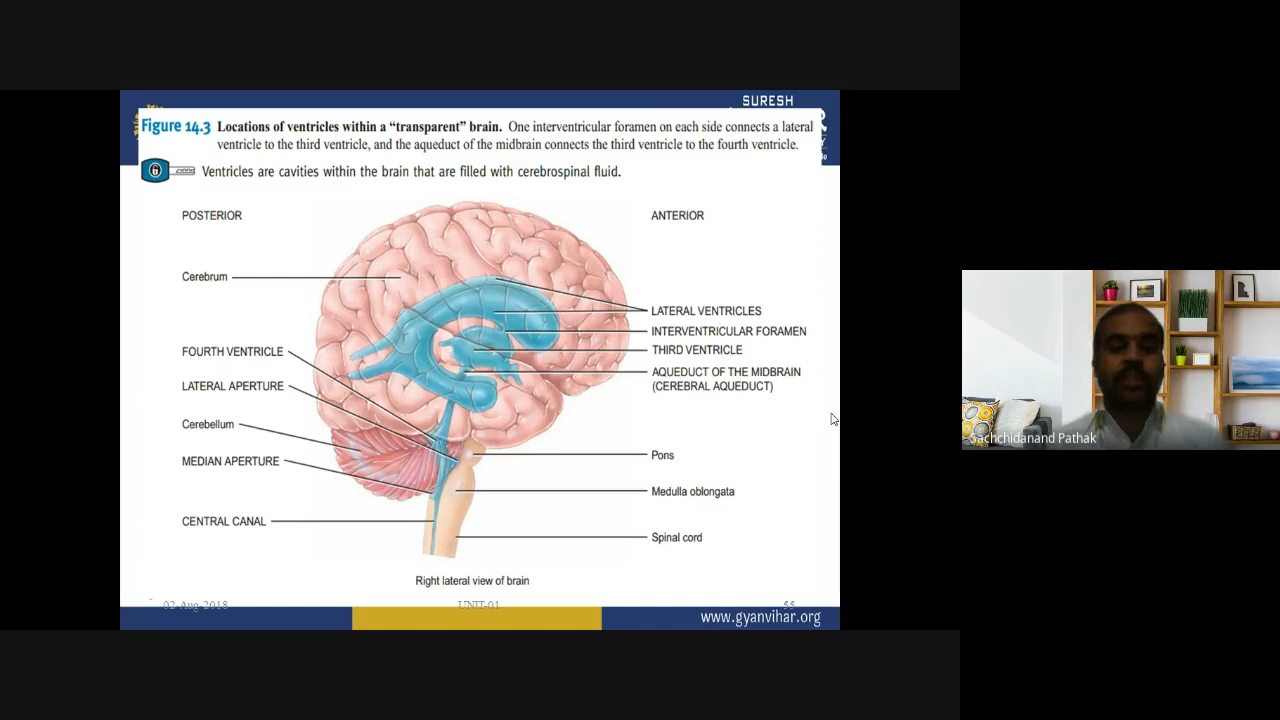 SURESH
Figure 14.3 Locations of ventricles within a “transparent” brain. One interventricular foramen on each side connects a lateral
ventricle to the third ventricle, and the aqueduct of the midbrain connects the third ventricle to the fourth ventricle.
Ventricles are cavities within the brain that are filled with cerebrospinal fluid.
POSTERIOR
ANTERIOR
Cerebrum
LATERAL VENTRICLES
INTERVENTRICULAR FORAMEN
FOURTH VENTRICLE
THIRD VENTRICLE
AQUEDUCT OF THE MIDBRAIN
(CEREBRAL AQUEDUCT)
LATERAL APERTURE
Cerebellum
MEDIAN APERTURE
Pons
Medulla oblongata
CENTRAL CANAL
Spinal cord
Right lateral view of brain
02-Aug-2018
UNIT-01
55
www.gyanvihar.org
Sachchidanand Pathak